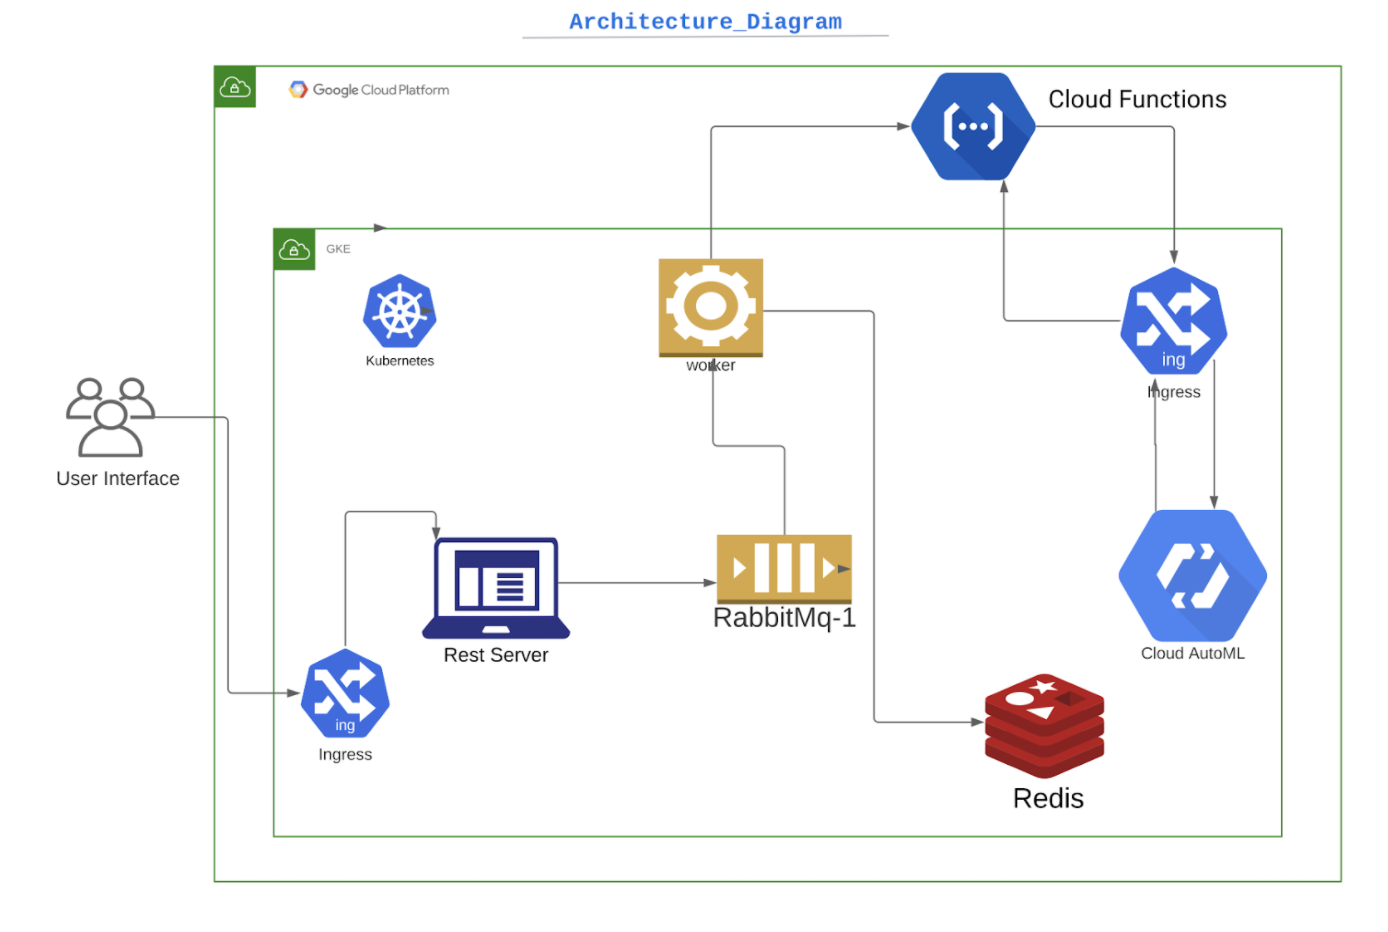 Architecture_Diagram
Google Cloud Platform
Cloud Functions
GKE
Kubernetes
worker
ing
Ingress
User Interface
Rest Server
RabbitMq-1
Cloud AutoML
ing
Ingress
Redis